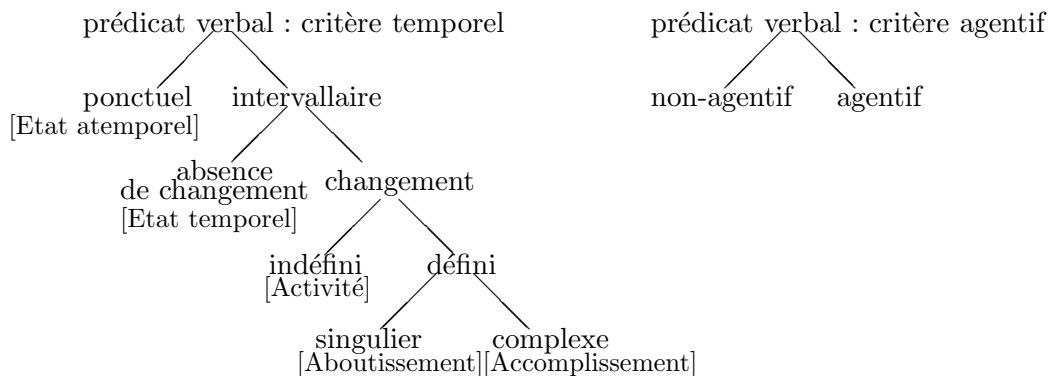 prédicat verbal : critère temporel
prédicat verbal : critère agentif
ponctuel
[Etat atemporel]
intervallaire
non-agentif
agentif
absence
de changement
[Etat temporel]
changement
indéfini
[Activité]
défini
singulier
[Aboutissement]
complexe
[Accomplissement]